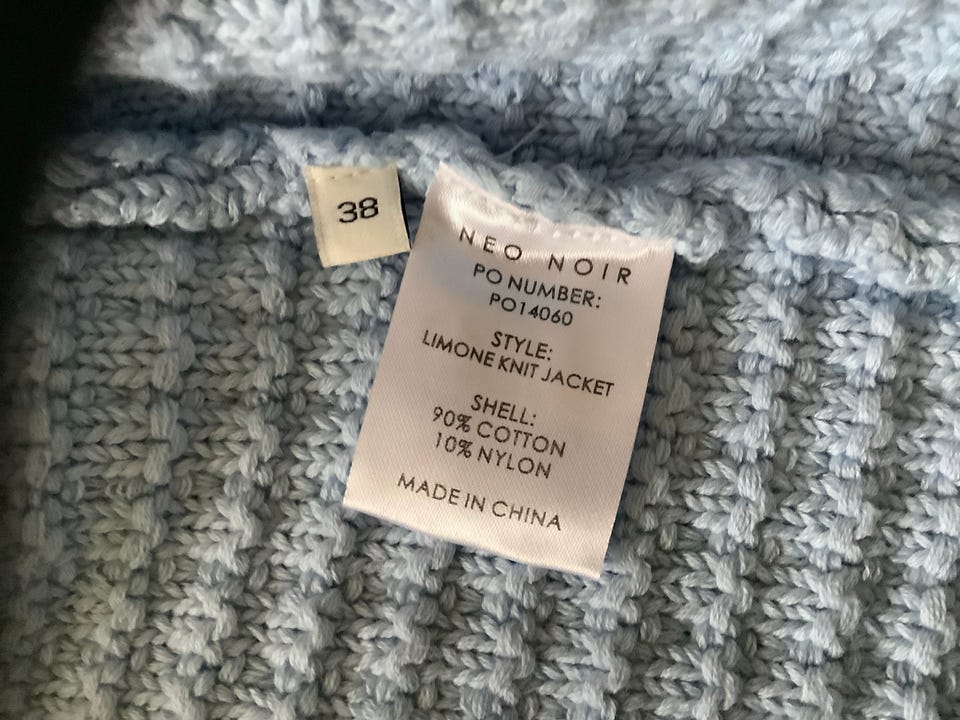 38
NEO NOIR
PO NUMBER:
PO14060
STYLE:
LIMONE KNIT JACKET
SHELL:
90% COTTON
10% NYLON
MADE IN CHINA